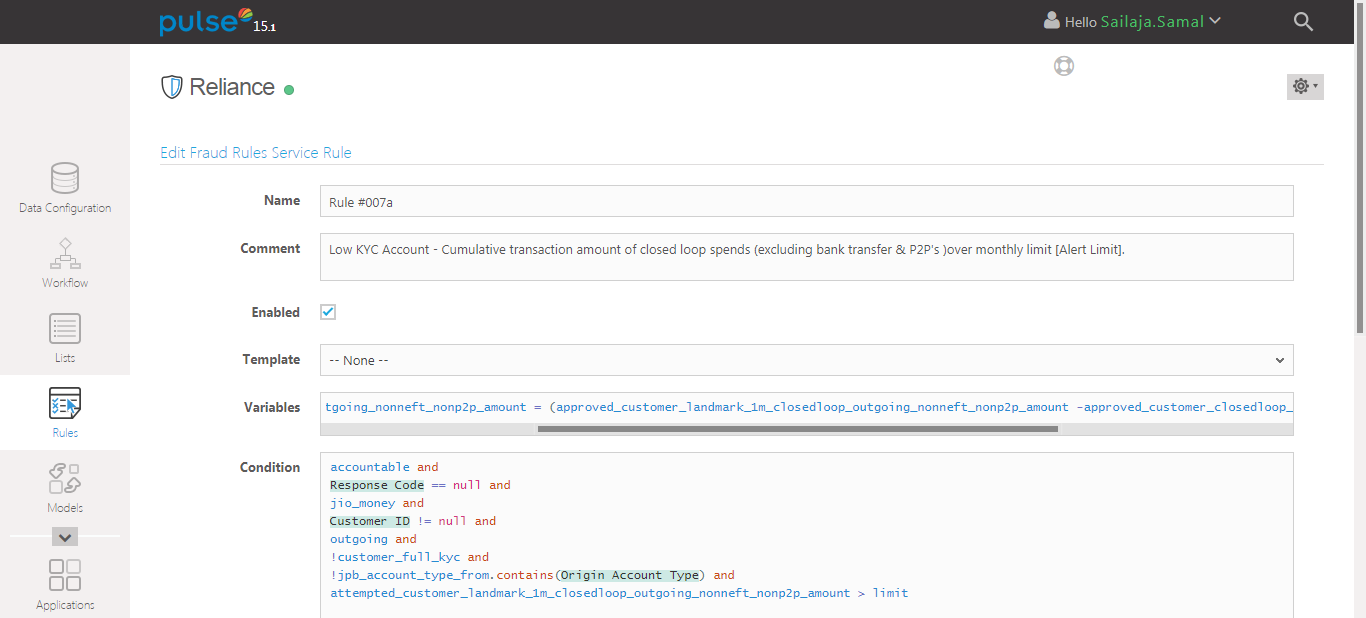 pulse 15.1
Hello Sailaja.Samal
Reliance
Edit Fraud Rules Service Rule
Data Configuration
Workflow
Lists
Rules
Models
Applications
Name
Rule #007a
Comment
Low KYC Account - Cumulative transaction amount of closed loop spends (excluding bank transfer & P2P's )over monthly limit [Alert Limit].
Enabled
Template
-- None --
Variables
tgoing_nonneft_nonp2p_amount = (approved_customer_landmark_1m_closedloop_outgoing_nonneft_nonp2p_amount -approved_customer_closedloop_
Condition
accountable and
Response Code == null and
jio_money and
Customer ID != null and
outgoing and
!customer_full_kyc and
!jpb_account_type_from.contains(Origin Account Type) and
attempted_customer_landmark_1m_closedloop_outgoing_nonneft_nonp2p_amount > limit